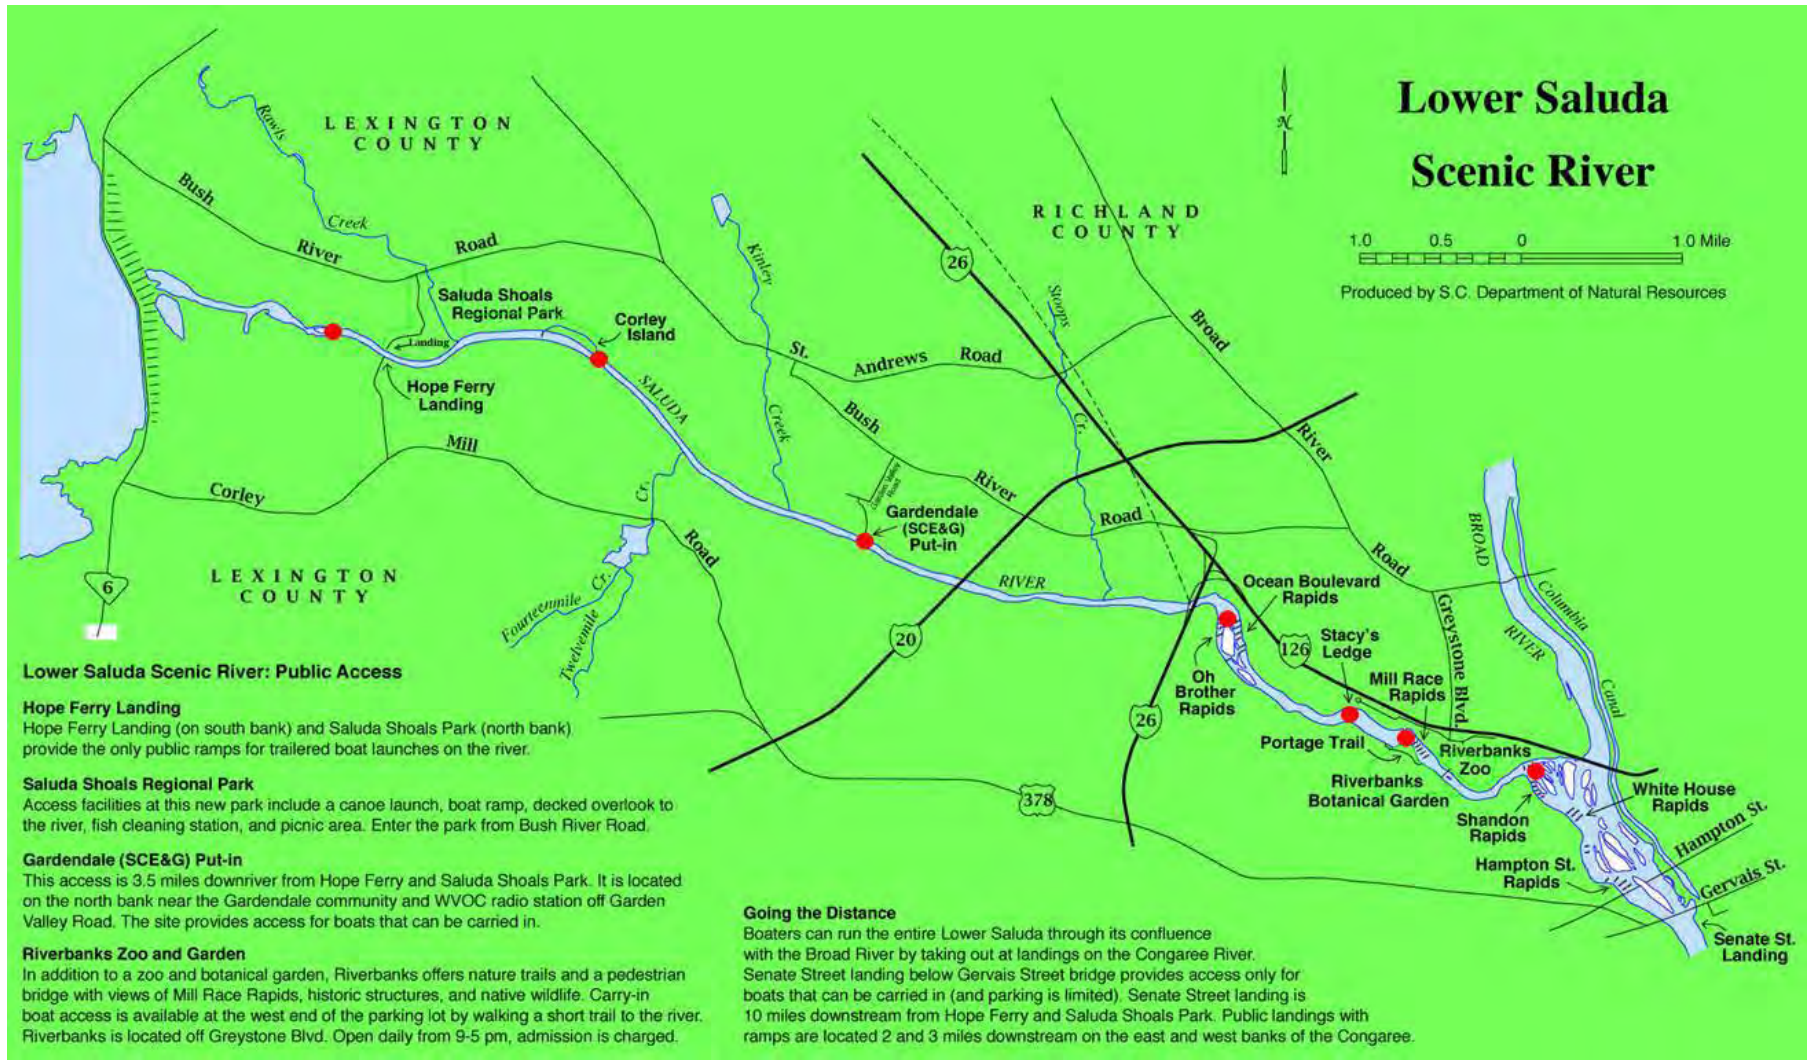 Lower Saluda
Scenic River
N
1.0 0.5 0 1.0 Mile
Produced by S.C. Department of Natural Resources
LEXINGTON
COUNTY
RICHLAND
COUNTY
Rawls
Creek
Bush
River
Road
Saluda Shoals
Regional Park
Corley
Island
Landing
Hope Ferry
Landing
SALUDA
Kinley
Creek
26
Stoops
Cr.
Broad
River
Road
St.
Andrews
Road
Bush
River
Road
Garden Valley
Road
Gardendale
(SCE&G)
Put-in
Mill
Corley
Road
Cr.
LEXINGTON
COUNTY
6
Fourteenmile
Cr.
Twelvemile
RIVER
20
26
126
378
Ocean Boulevard
Rapids
Oh
Brother
Rapids
Stacy's
Ledge
Mill Race
Rapids
Greystone Blvd.
Portage Trail
Riverbanks
Zoo
Riverbanks
Botanical Garden
BROAD
RIVER
Columbia
Canal
White House
Rapids
Shandon
Rapids
Hampton St.
Hampton St.
Rapids
Gervais St.
Senate St.
Landing
Lower Saluda Scenic River: Public Access
Hope Ferry Landing
Hope Ferry Landing (on south bank) and Saluda Shoals Park (north bank)
provide the only public ramps for trailered boat launches on the river.
Saluda Shoals Regional Park
Access facilities at this new park include a canoe launch, boat ramp, decked overlook to
the river, fish cleaning station, and picnic area. Enter the park from Bush River Road.
Gardendale (SCE&G) Put-in
This access is 3.5 miles downriver from Hope Ferry and Saluda Shoals Park. It is located
on the north bank near the Gardendale community and WVOC radio station off Garden
Valley Road. The site provides access for boats that can be carried in.
Riverbanks Zoo and Garden
In addition to a zoo and botanical garden, Riverbanks offers nature trails and a pedestrian
bridge with views of Mill Race Rapids, historic structures, and native wildlife. Carry-in
boat access is available at the west end of the parking lot by walking a short trail to the river.
Riverbanks is located off Greystone Blvd. Open daily from 9-5 pm, admission is charged.
Going the Distance
Boaters can run the entire Lower Saluda through its confluence
with the Broad River by taking out at landings on the Congaree River.
Senate Street landing below Gervais Street bridge provides access only for
boats that can be carried in (and parking is limited). Senate Street landing is
10 miles downstream from Hope Ferry and Saluda Shoals Park. Public landings with
ramps are located 2 and 3 miles downstream on the east and west banks of the Congaree.